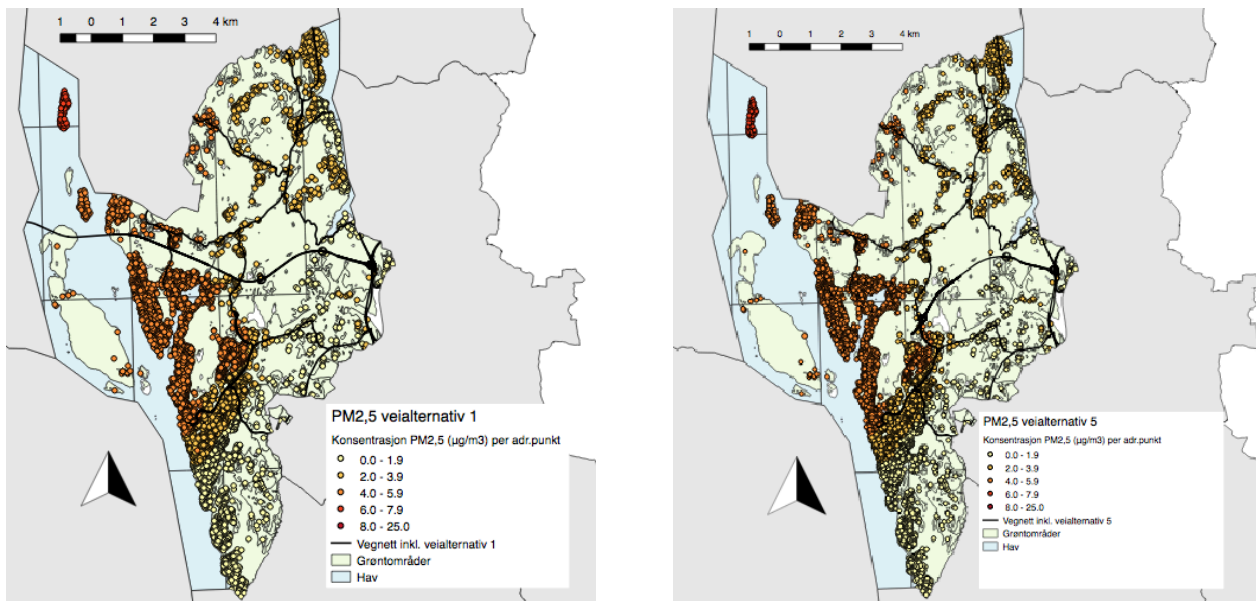 1 0 1 2 3 4 km
PM2,5 veialternativ 1
Konsentrasjon PM2,5 (µg/m3) per adr.punkt
0.0 - 1.9
2.0 - 3.9
4.0 - 5.9
6.0 - 7.9
8.0 - 25.0
Vegnett inkl. veialternativ 1
Grøntområder
Hav
1 0 1 2 3 4 km
PM2,5 veialternativ 5
Konsentrasjon PM2,5 (µg/m3) per adr.punkt
0.0 - 1.9
2.0 - 3.9
4.0 - 5.9
6.0 - 7.9
8.0 - 25.0
Vegnett inkl. veialternativ 5
Grøntområder
Hav